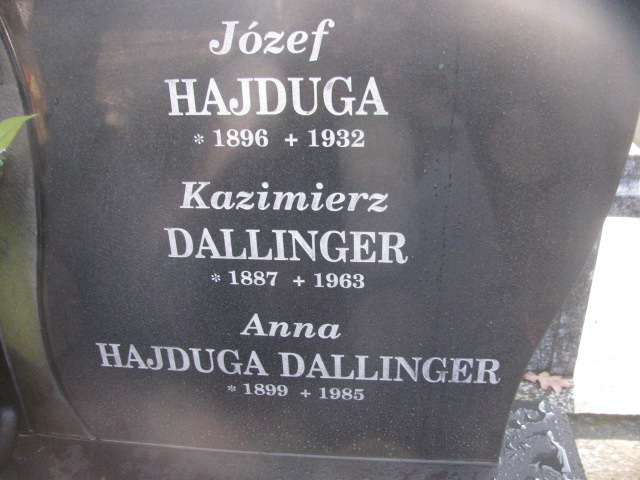 Józef
HAJDUGA
* 1896 + 1932
Kazimierz
DALLINGER
* 1887 + 1963
Anna
HAJDUGA DALLINGER
* 1899 + 1985